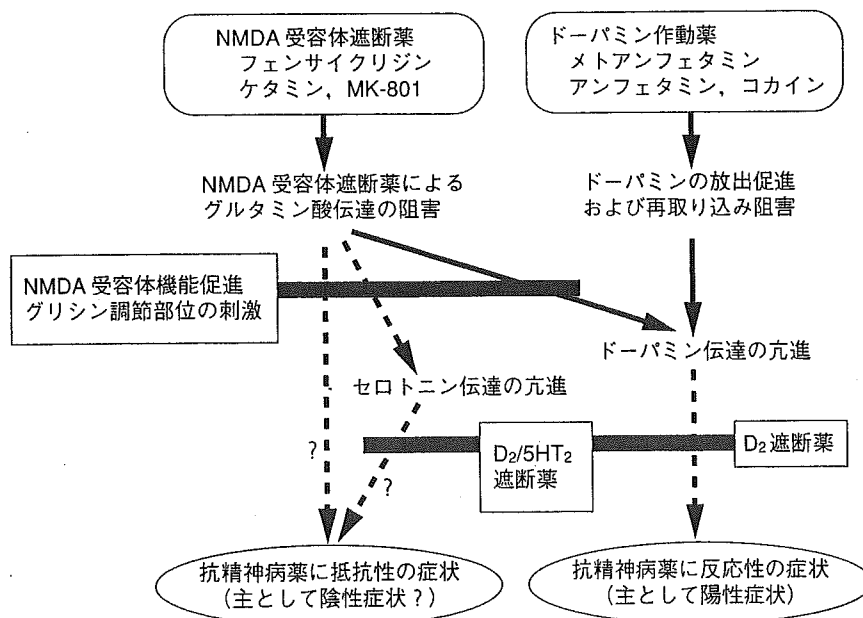 NMDA 受容体遮断薬
フェンサイクリジン
ケタミン，MK-801
ドーパミン作動薬
メトアンフェタミン
アンフェタミン，コカイン
NMDA 受容体遮断薬による
グルタミン酸伝達の阻害
ドーパミンの放出促進
および再取り込み阻害
NMDA 受容体機能促進
グリシン調節部位の刺激
ドーパミン伝達の亢進
セロトニン伝達の亢進
?
?
D₂/5HT₂
遮断薬
D₂ 遮断薬
抗精神病薬に抵抗性の症状
（主として陰性症状？）
抗精神病薬に反応性の症状
（主として陽性症状）